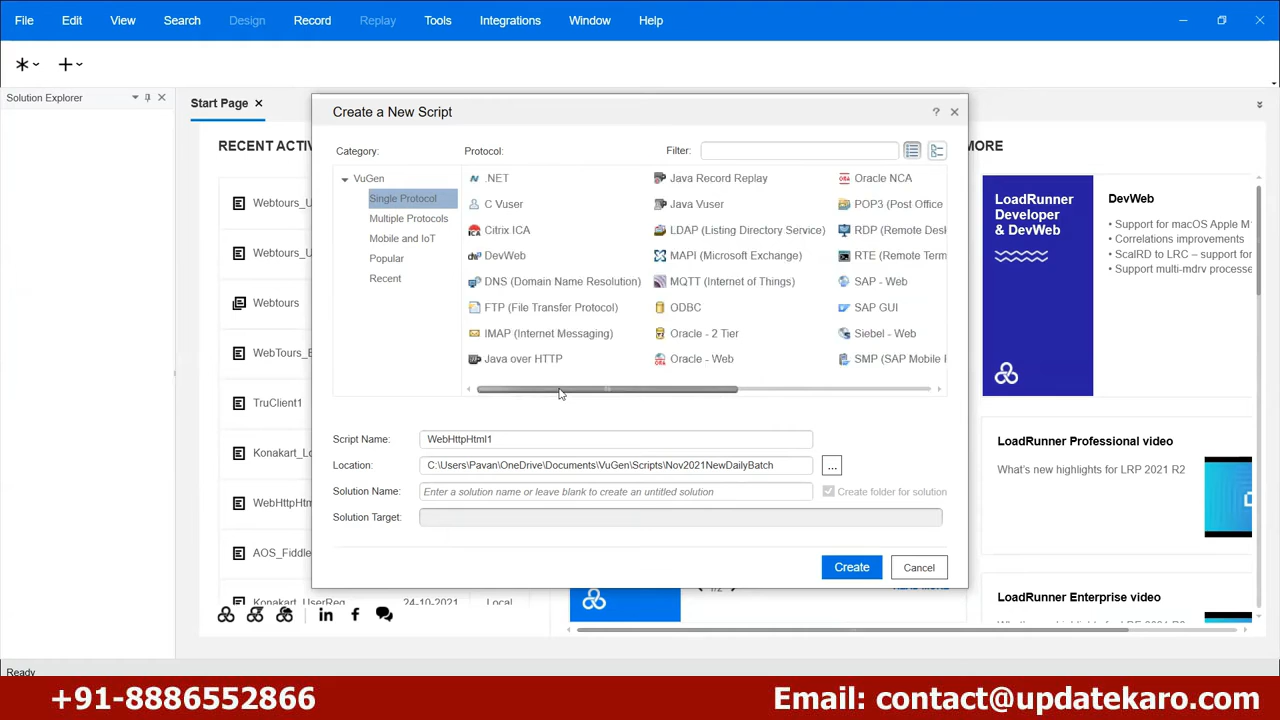 File Edit View Search Design Record Replay Tools Integrations Window Help
Solution Explorer
Start Page
RECENT ACTI
MORE
Create a New Script
Category:
Protocol:
Filter:
VuGen
Single Protocol
Multiple Protocols
Mobile and IoT
Popular
Recent
.NET
C Vuser
Citrix ICA
DevWeb
DNS (Domain Name Resolution)
FTP (File Transfer Protocol)
IMAP (Internet Messaging)
Java over HTTP
Java Record Replay
Java Vuser
LDAP (Listing Directory Service)
MAPI (Microsoft Exchange)
MQTT (Internet of Things)
ODBC
Oracle - 2 Tier
Oracle - Web
Oracle NCA
POP3 (Post Office
RDP (Remote Desk
RTE (Remote Term
SAP - Web
SAP GUI
Siebel - Web
SMP (SAP Mobile
Script Name: WebHttpHtml1
Location: C:\Users\Pavan\OneDrive\Documents\VuGen\Scripts\Nov2021NewDailyBatch
...
Solution Name: Enter a solution name or leave blank to create an untitled solution
Create folder for solution
Solution Target:
Create
Cancel
Webtours_U
Webtours_U
Webtours
WebTours_E
TruClient1
Konakart_Lo
WebHttpHtm
AOS_Fiddle
Konakart_UserReg 24-10-2021 Local
LoadRunner
Developer
& DevWeb
DevWeb
• Support for macOS Apple M
• Correlations improvements
• ScalRD to LRC – support for
• Support multi-mdrv processe
LoadRunner Professional video
What's new highlights for LRP 2021 R2
LoadRunner Enterprise video
Ready
+91-8886552866
Email: contact@updatekaro.com